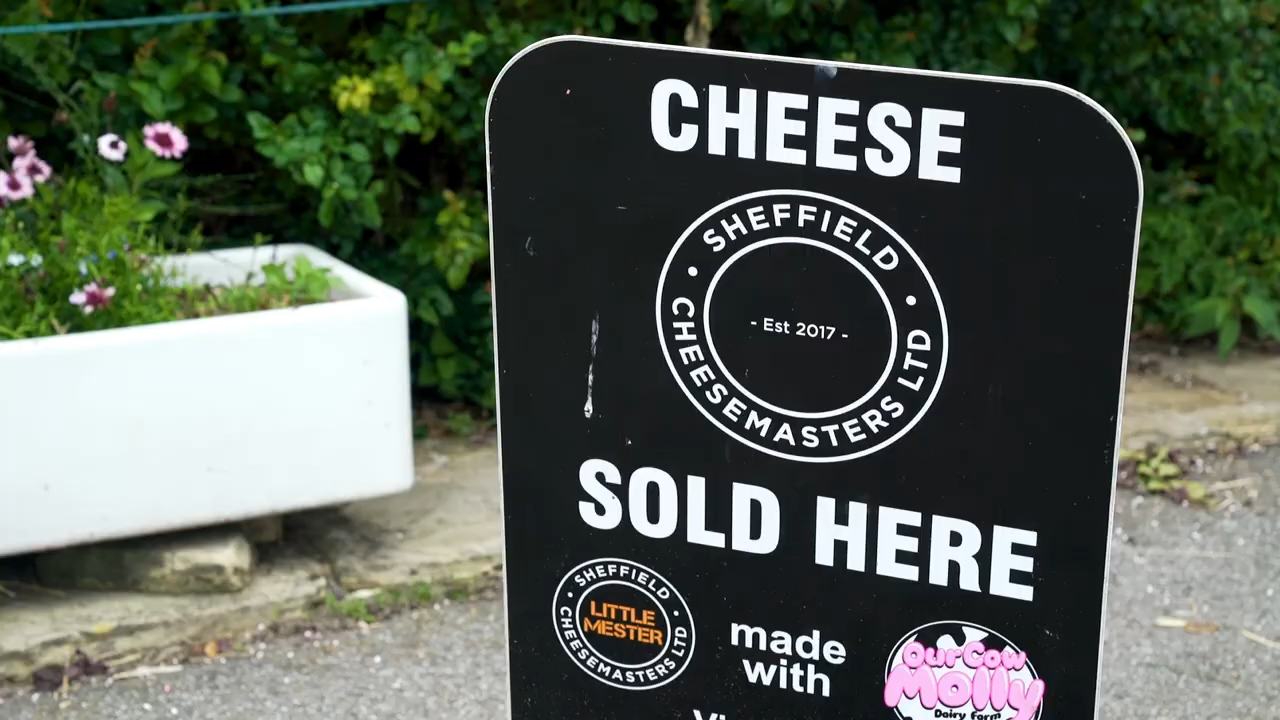 CHEESE
SHEFFIELD
CHEESEMASTERS LTD
- Est 2017 -
SOLD HERE
SHEFFIELD
LITTLE
MESTER
CHEESEMASTERS LTD
made
with
Our Cow
Molly
Dairy Farm